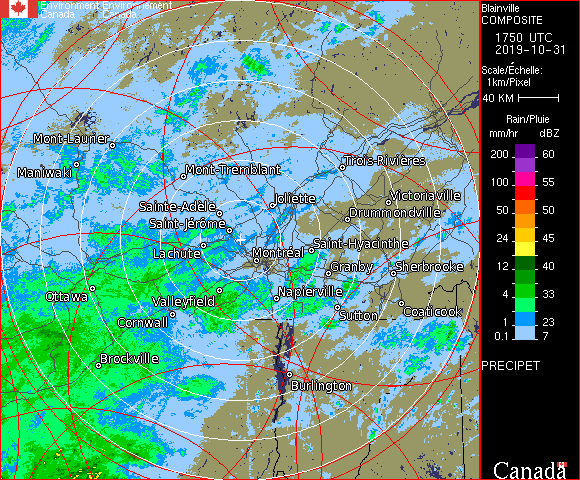 Environment Environnement
Canada Canada
Blainville
COMPOSITE
1750 UTC
2019-10-31
Scale/Échelle:
1km/Pixel
40 KM
Rain/Pluie
mm/hr dBZ
200 60
100 55
50 50
24 45
12 40
4 33
1 23
0.1 7
PRECIPET
Canada
Mont-Laurier
Maniwaki
Mont-Tremblant
Trois-Rivières
Sainte-Adèle
Joliette
Victoriaville
Saint-Jérôme
Drummondville
Lachute
Montréal
Saint-Hyacinthe
Granby
Sherbrooke
Ottawa
Valleyfield
Napierville
Cornwall
Sutton
Coaticook
Brockville
Burlington